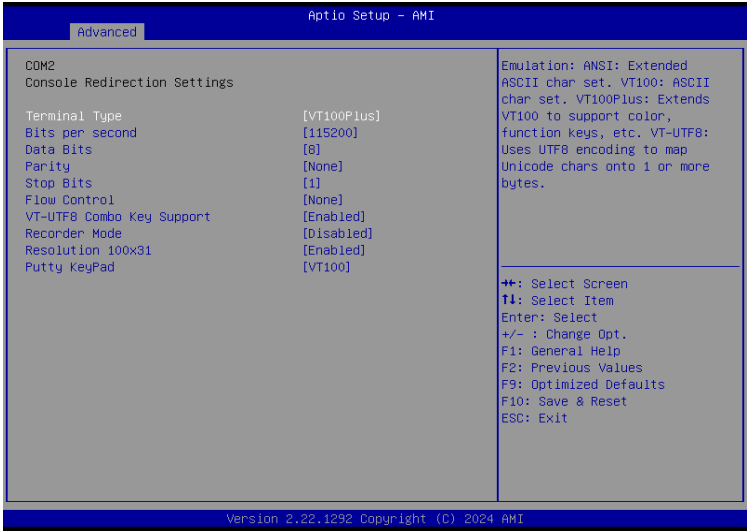 Aptio Setup – AMI
Advanced
COM2
Console Redirection Settings
Terminal Type [VT100Plus]
Bits per second [115200]
Data Bits [8]
Parity [None]
Stop Bits [1]
Flow Control [None]
VT-UTF8 Combo Key Support [Enabled]
Recorder Mode [Disabled]
Resolution 100x31 [Enabled]
Putty KeyPad [VT100]
Emulation: ANSI: Extended
ASCII char set. VT100: ASCII
char set. VT100Plus: Extends
VT100 to support color,
function keys, etc. VT-UTF8:
Uses UTF8 encoding to map
Unicode chars onto 1 or more
bytes.
→←: Select Screen
↑↓: Select Item
Enter: Select
+/- : Change Opt.
F1: General Help
F2: Previous Values
F9: Optimized Defaults
F10: Save & Reset
ESC: Exit
Version 2.22.1292 Copyright (C) 2024 AMI